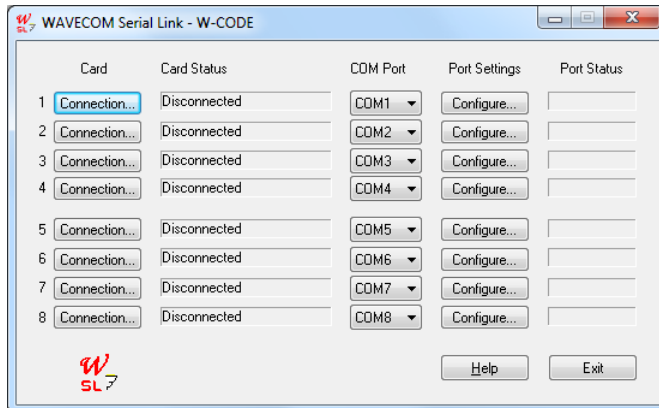 W SL7 WAVECOM Serial Link - W-CODE
Card Card Status COM Port Port Settings Port Status
1 Connection... Disconnected COM1 Configure...
2 Connection... Disconnected COM2 Configure...
3 Connection... Disconnected COM3 Configure...
4 Connection... Disconnected COM4 Configure...
5 Connection... Disconnected COM5 Configure...
6 Connection... Disconnected COM6 Configure...
7 Connection... Disconnected COM7 Configure...
8 Connection... Disconnected COM8 Configure...
W
SL7
Help Exit